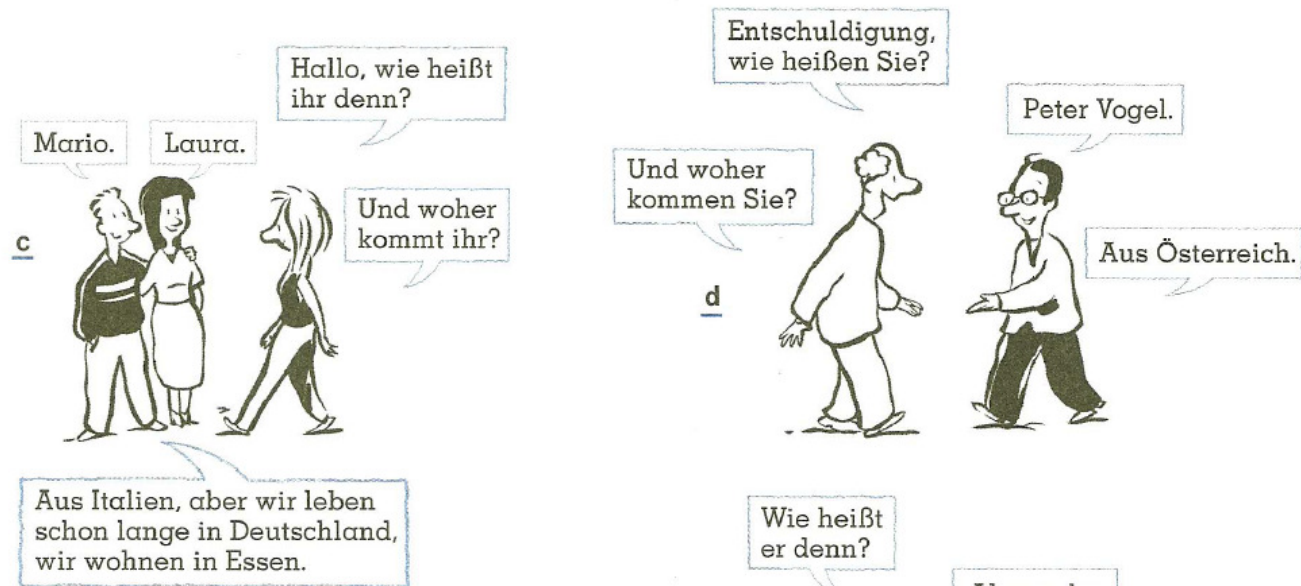 Hallo, wie heißt
ihr denn?
Mario.
Laura.
Und woher
kommt ihr?
c
Aus Italien, aber wir leben
schon lange in Deutschland,
wir wohnen in Essen.
Entschuldigung,
wie heißen Sie?
Peter Vogel.
Und woher
kommen Sie?
Aus Österreich.
d
Wie heißt
er denn?